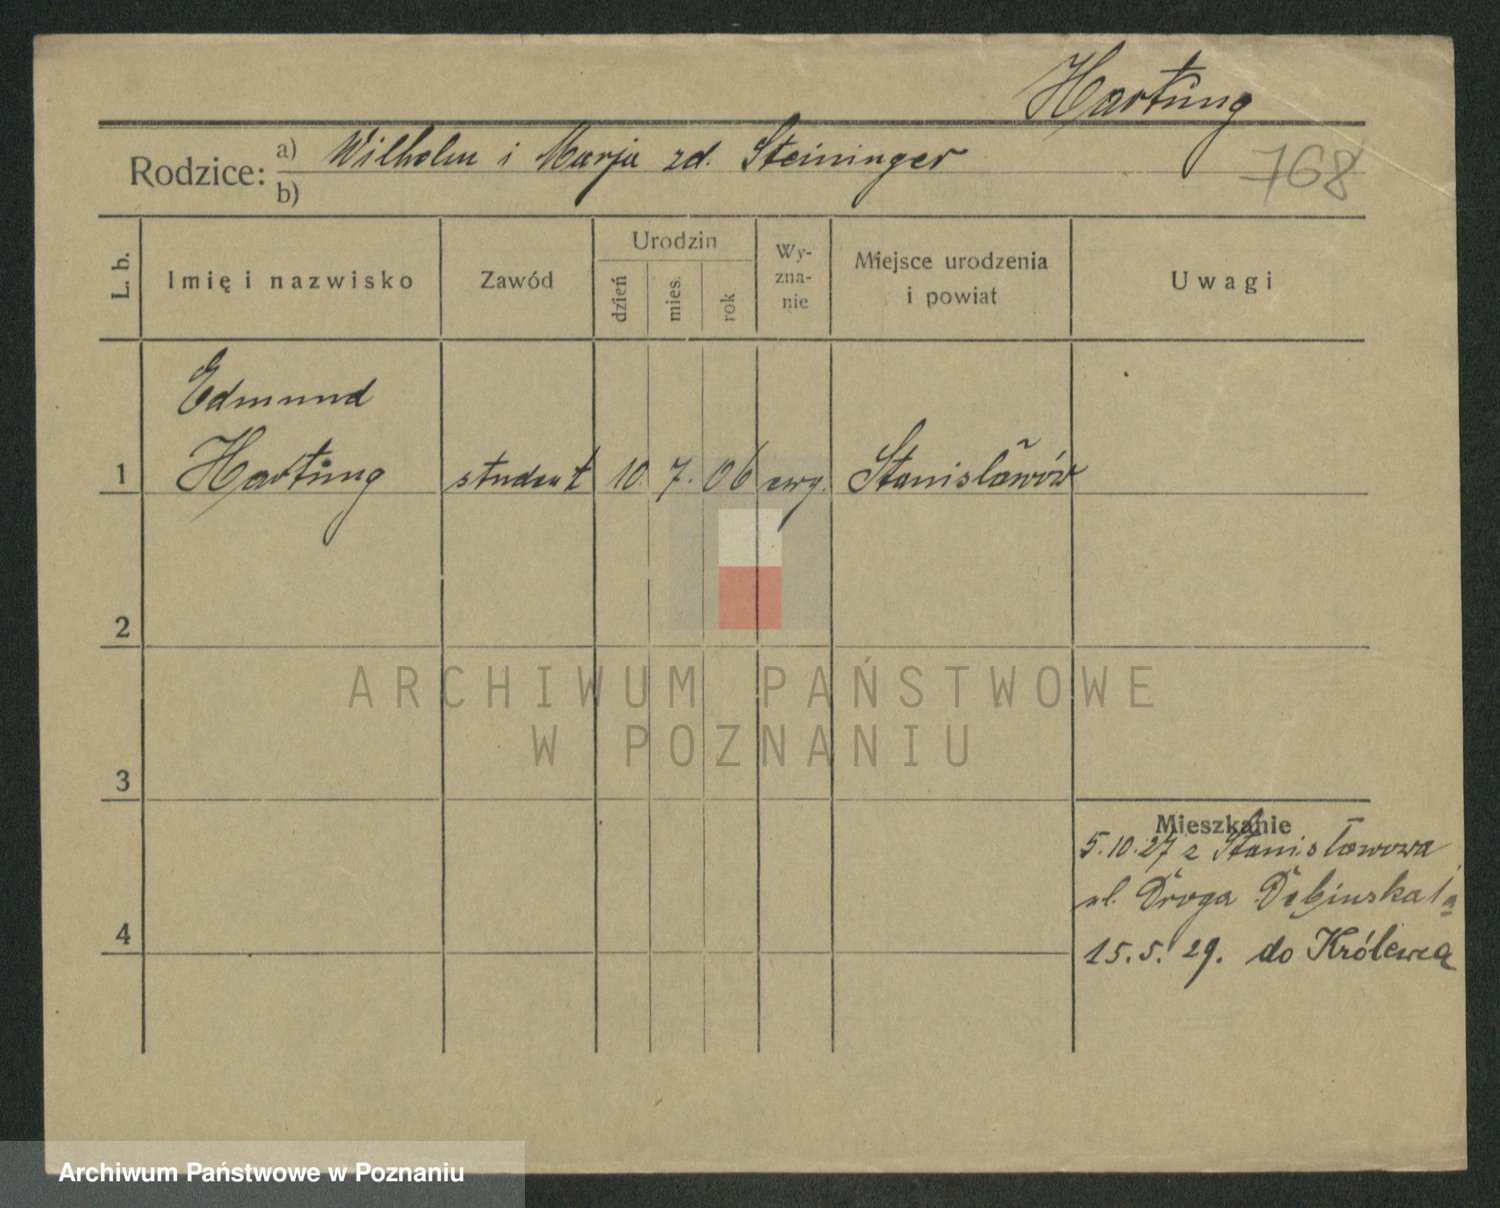 Hartung
768
Rodzice: a) Wilhelm i Marja zd. Steininger
b)
L. b. Imię i nazwisko Zawód Urodzin dzień mies. rok Wy-zna-nie Miejsce urodzenia i powiat Uwagi
Edmund
1 Hartung student 10. 7. 06 ewg. Stanisławów
2
3
Mieszkanie
5.10.27 z Stanisławowa
ul. Droga Dębinska 1a
4
15.5.29. do Królewca
ARCHIWUM PAŃSTWOWE
W POZNANIU
Archiwum Państwowe w Poznaniu